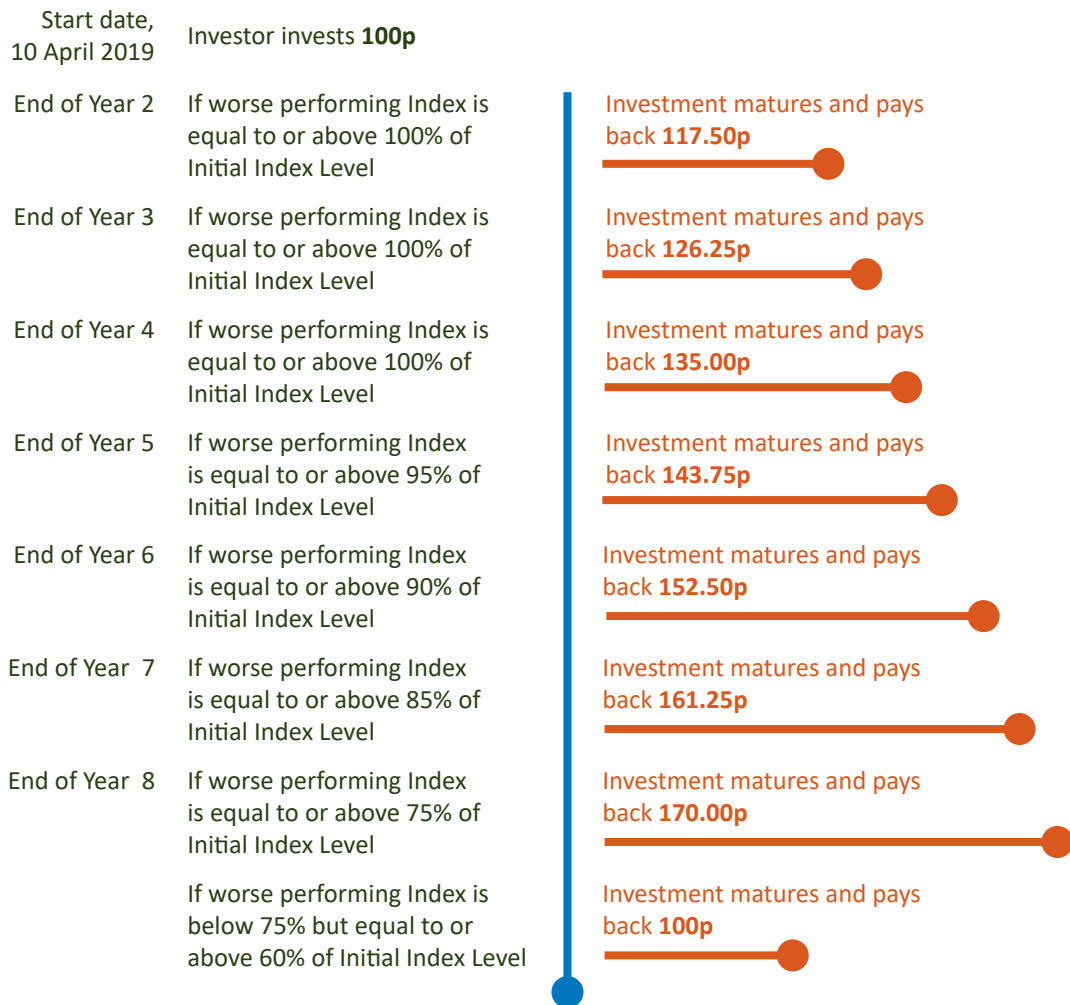 Start date,
10 April 2019
Investor invests 100p
End of Year 2
If worse performing Index is
equal to or above 100% of
Initial Index Level
Investment matures and pays
back 117.50p
End of Year 3
If worse performing Index is
equal to or above 100% of
Initial Index Level
Investment matures and pays
back 126.25p
End of Year 4
If worse performing Index is
equal to or above 100% of
Initial Index Level
Investment matures and pays
back 135.00p
End of Year 5
If worse performing Index
is equal to or above 95% of
Initial Index Level
Investment matures and pays
back 143.75p
End of Year 6
If worse performing Index
is equal to or above 90% of
Initial Index Level
Investment matures and pays
back 152.50p
End of Year 7
If worse performing Index
is equal to or above 85% of
Initial Index Level
Investment matures and pays
back 161.25p
End of Year 8
If worse performing Index
is equal to or above 75% of
Initial Index Level
Investment matures and pays
back 170.00p
If worse performing Index is
below 75% but equal to or
above 60% of Initial Index Level
Investment matures and pays
back 100p